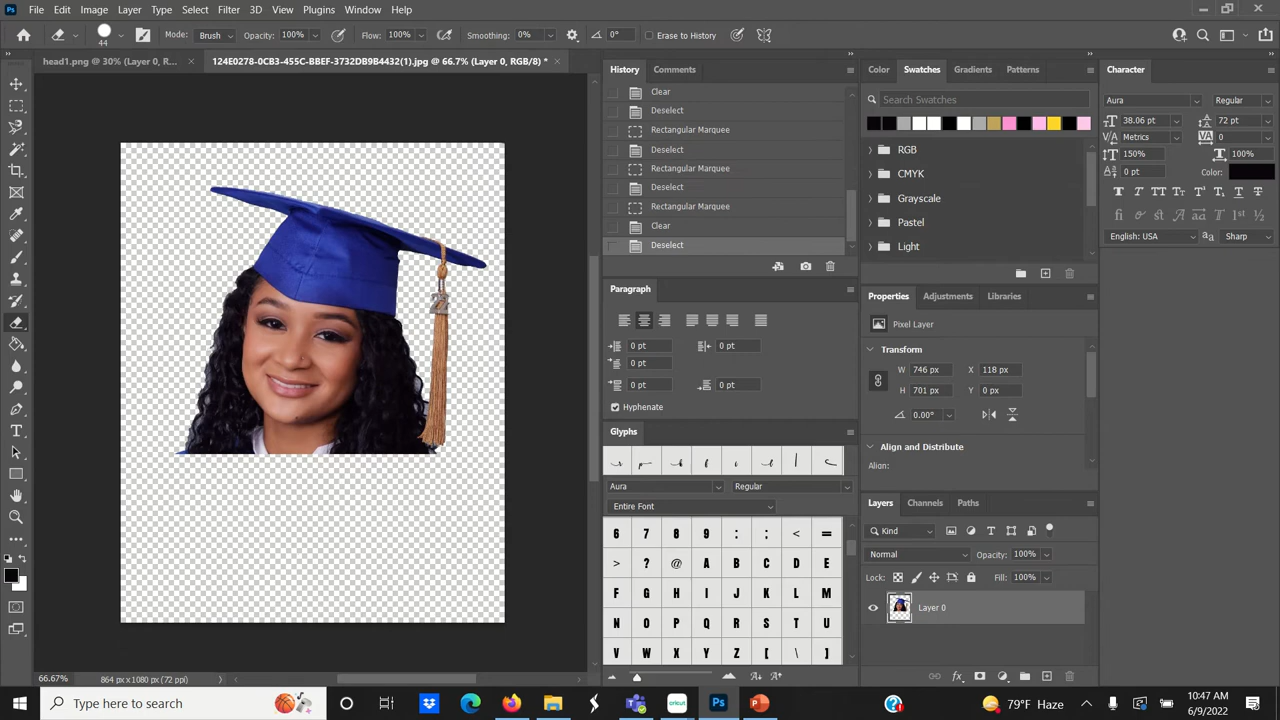 File Edit Image Layer Type Select Filter 3D View Plugins Window Help
44 Mode: Brush Opacity: 100% Flow: 100% Smoothing: 0% 0° Erase to History
head1.png @ 30% (Layer 0, R... × 124E0278-0CB3-455C-BBEF-3732DB9B4432(1).jpg @ 66.7% (Layer 0, RGB/8) * ×
History Comments
Clear
Deselect
Rectangular Marquee
Deselect
Rectangular Marquee
Deselect
Rectangular Marquee
Clear
Deselect
Paragraph
0 pt 0 pt
0 pt
0 pt 0 pt
Hyphenate
Glyphs
Aura Regular
Entire Font
6 7 8 9 : ; < =
> ? @ A B C D E
F G H I J K L M
N O P Q R S T U
V W X Y Z [ \ ]
Color Swatches Gradients Patterns
Search Swatches
RGB
CMYK
Grayscale
Pastel
Light
Properties Adjustments Libraries
Pixel Layer
Transform
W 746 px X 118 px
H 701 px Y 0 px
0.00°
Align and Distribute
Align:
Layers Channels Paths
Kind
Normal Opacity: 100%
Lock: Fill: 100%
Layer 0
Character
Aura Regular
38.06 pt 72 pt
Metrics 0
150% 100%
0 pt Color:
English: USA Sharp
66.67% 864 px x 1080 px (72 ppi)
Type here to search
cricut
79°F Haze
10:47 AM
6/9/2022